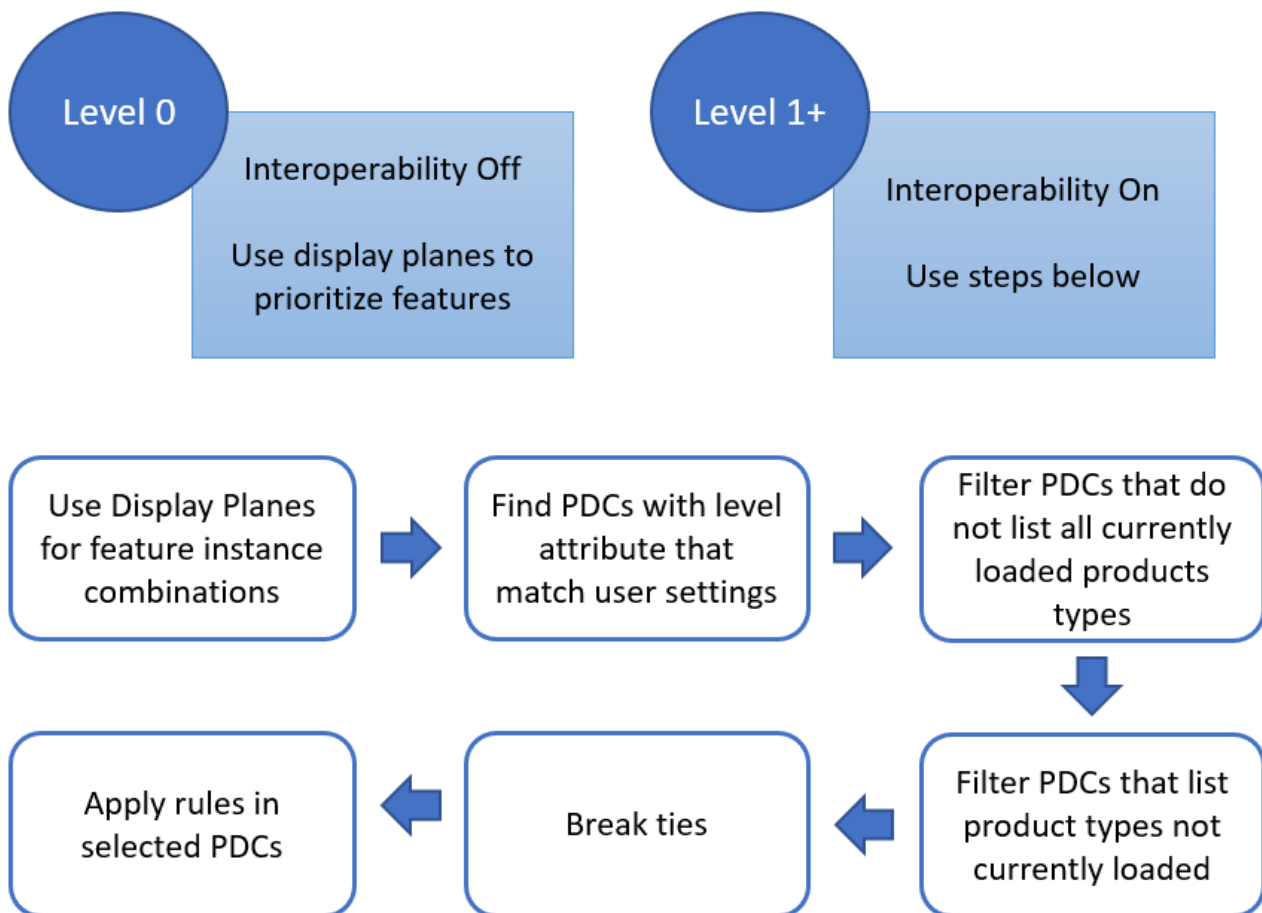 Level 0
Interoperability Off
Use display planes to
prioritize features
Level 1+
Interoperability On
Use steps below
Use Display Planes
for feature instance
combinations
Find PDCs with level
attribute that
match user settings
Filter PDCs that do
not list all currently
loaded products
types
Filter PDCs that list
product types not
currently loaded
Break ties
Apply rules in
selected PDCs